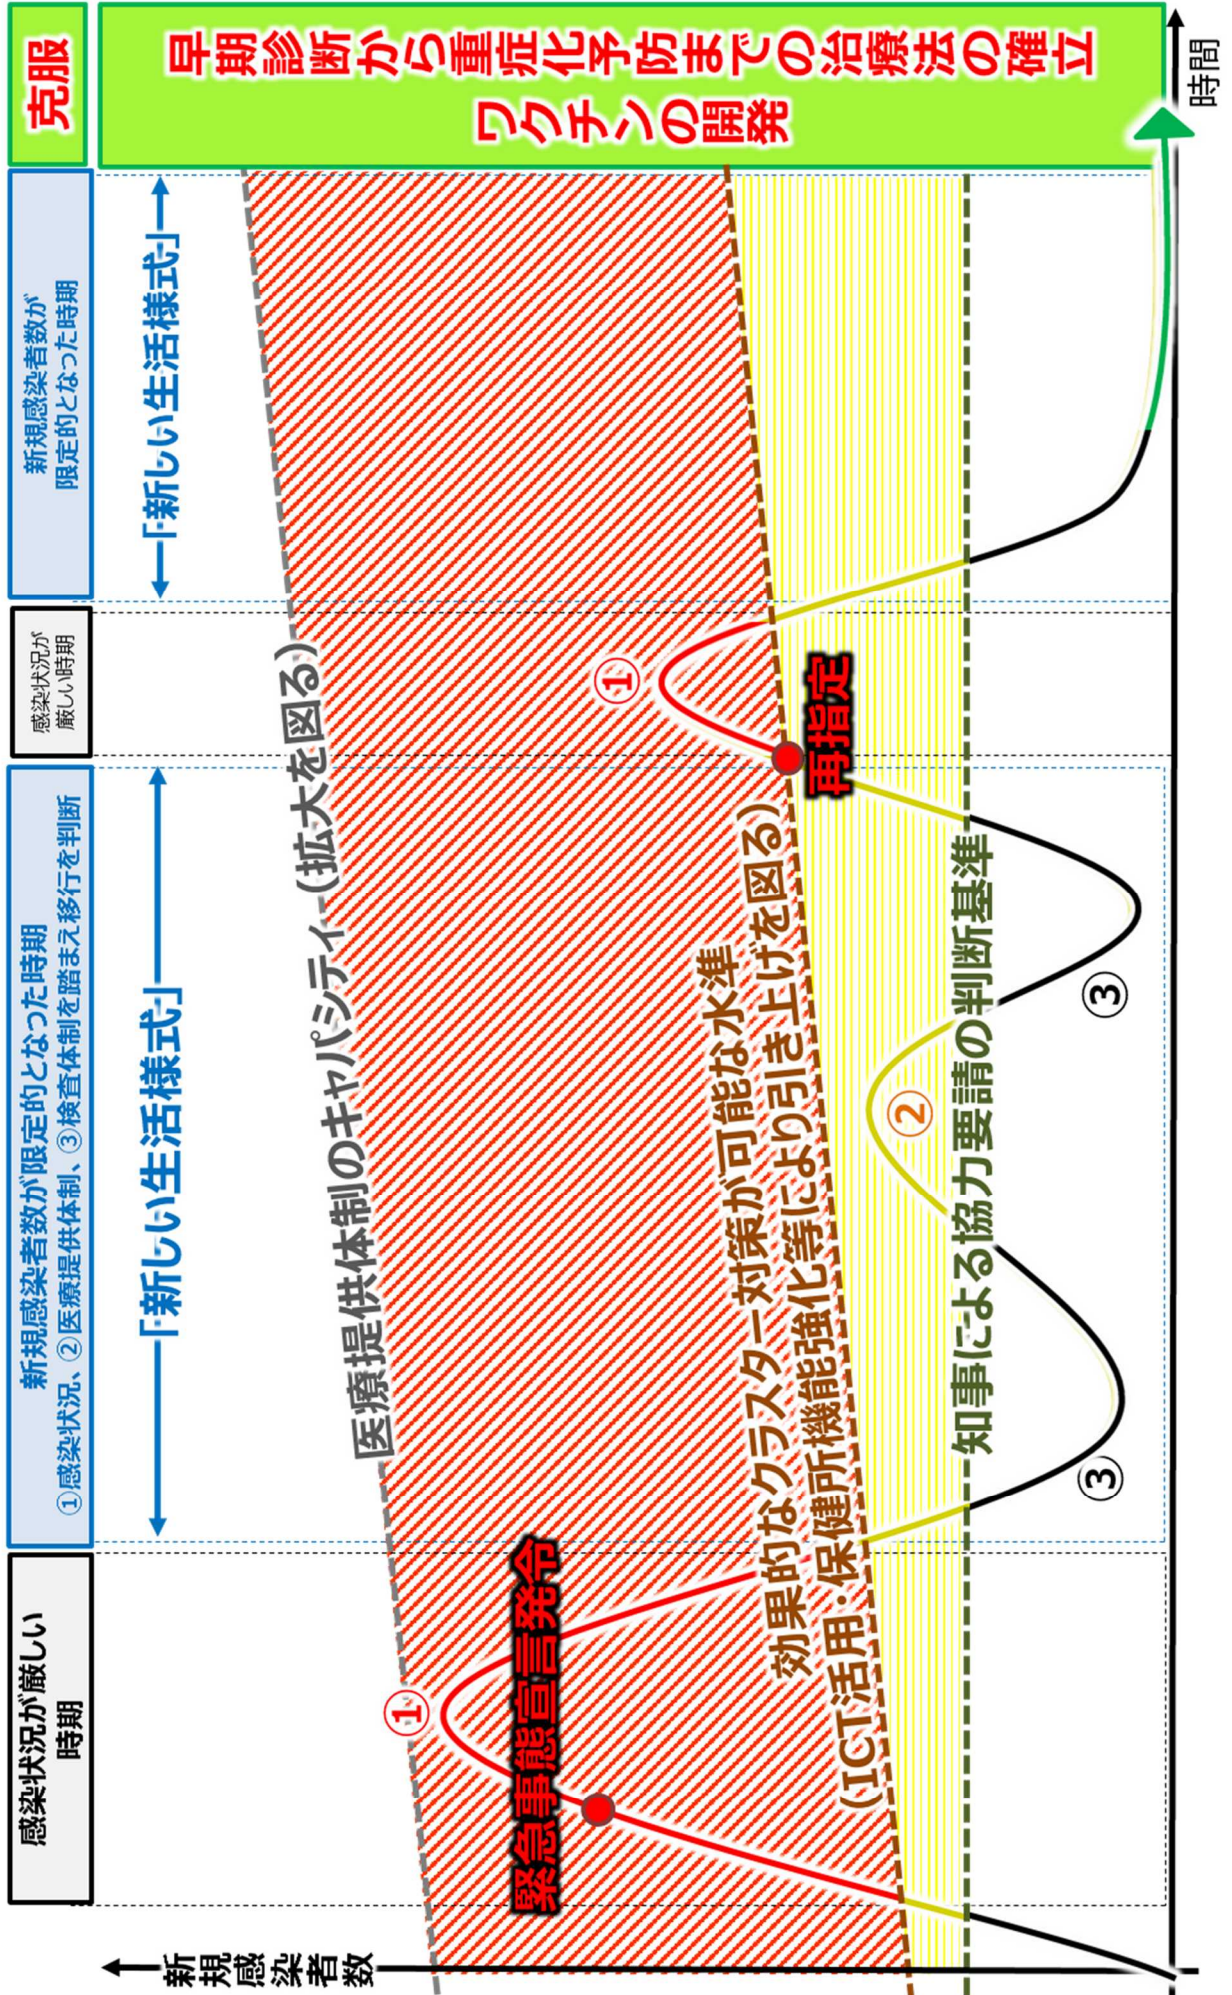 感染状況が厳しい
時期
新規感染者数が限定的となった時期
①感染状況、②医療提供体制、③検査体制を踏まえ移行を判断
感染状況が
厳しい時期
新規感染者数が
限定的となった時期
克服
「新しい生活様式」
「新しい生活様式」
早期診断から重症化予防までの治療法の確立
ワクチンの開発
新規感染者数
医療提供体制のキャパシティー(拡大を図る)
①
緊急事態宣言発令
①
効果的なクラスター対策が可能な水準
(ICT活用・保健所機能強化等により引き上げを図る)
再指定
②
知事による協力要請の判断基準
③
③
時間